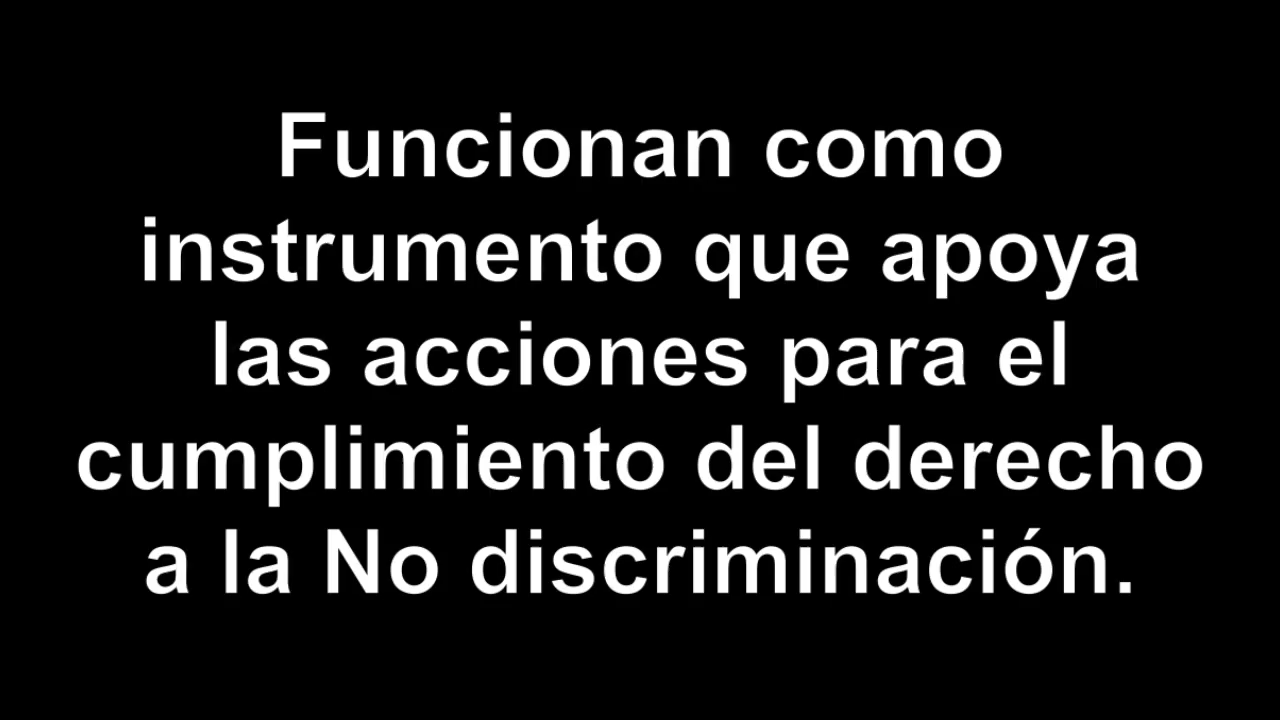 Funcionan como
instrumento que apoya
las acciones para el
cumplimiento del derecho
a la No discriminación.